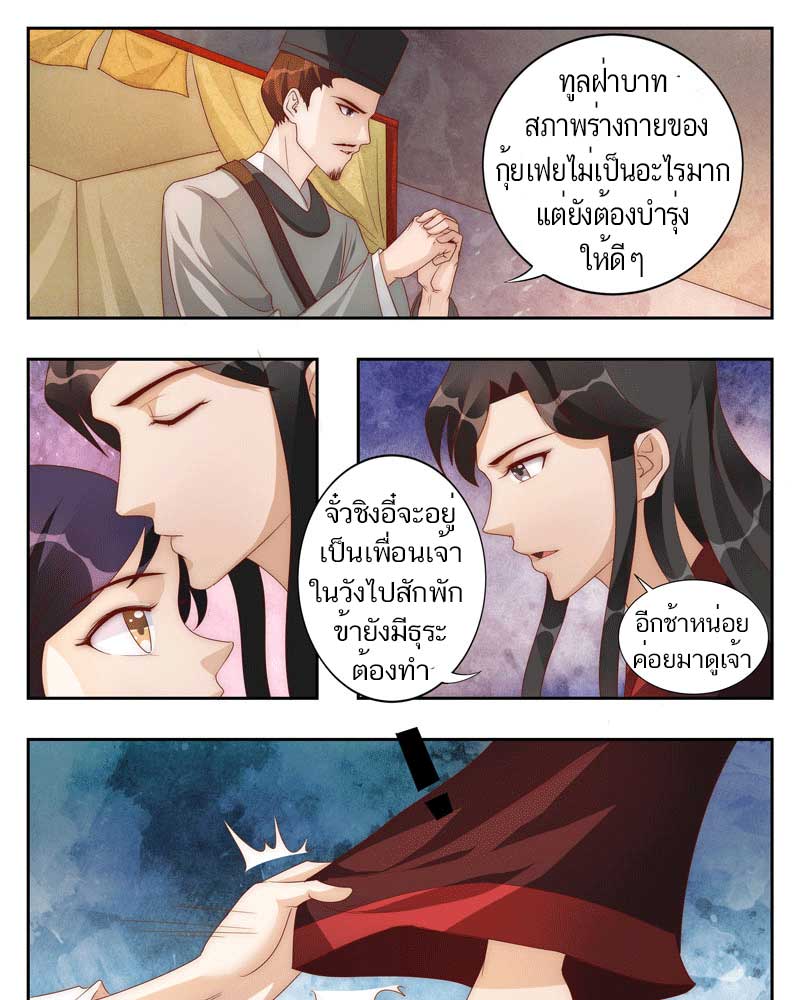 ทูลฝ่าบาท
สภาพร่างกายของ
กุ้ยเฟยไม่เป็นอะไรมาก
แต่ยังต้องบำรุง
ให้ดีๆ
จั๋วชิงอี๋จะอยู่
เป็นเพื่อนเจ้า
ในวังไปสักพัก
ข้ายังมีธุระ
ต้องทำ
อีกช้าหน่อย
ค่อยมาดูเจ้า
!